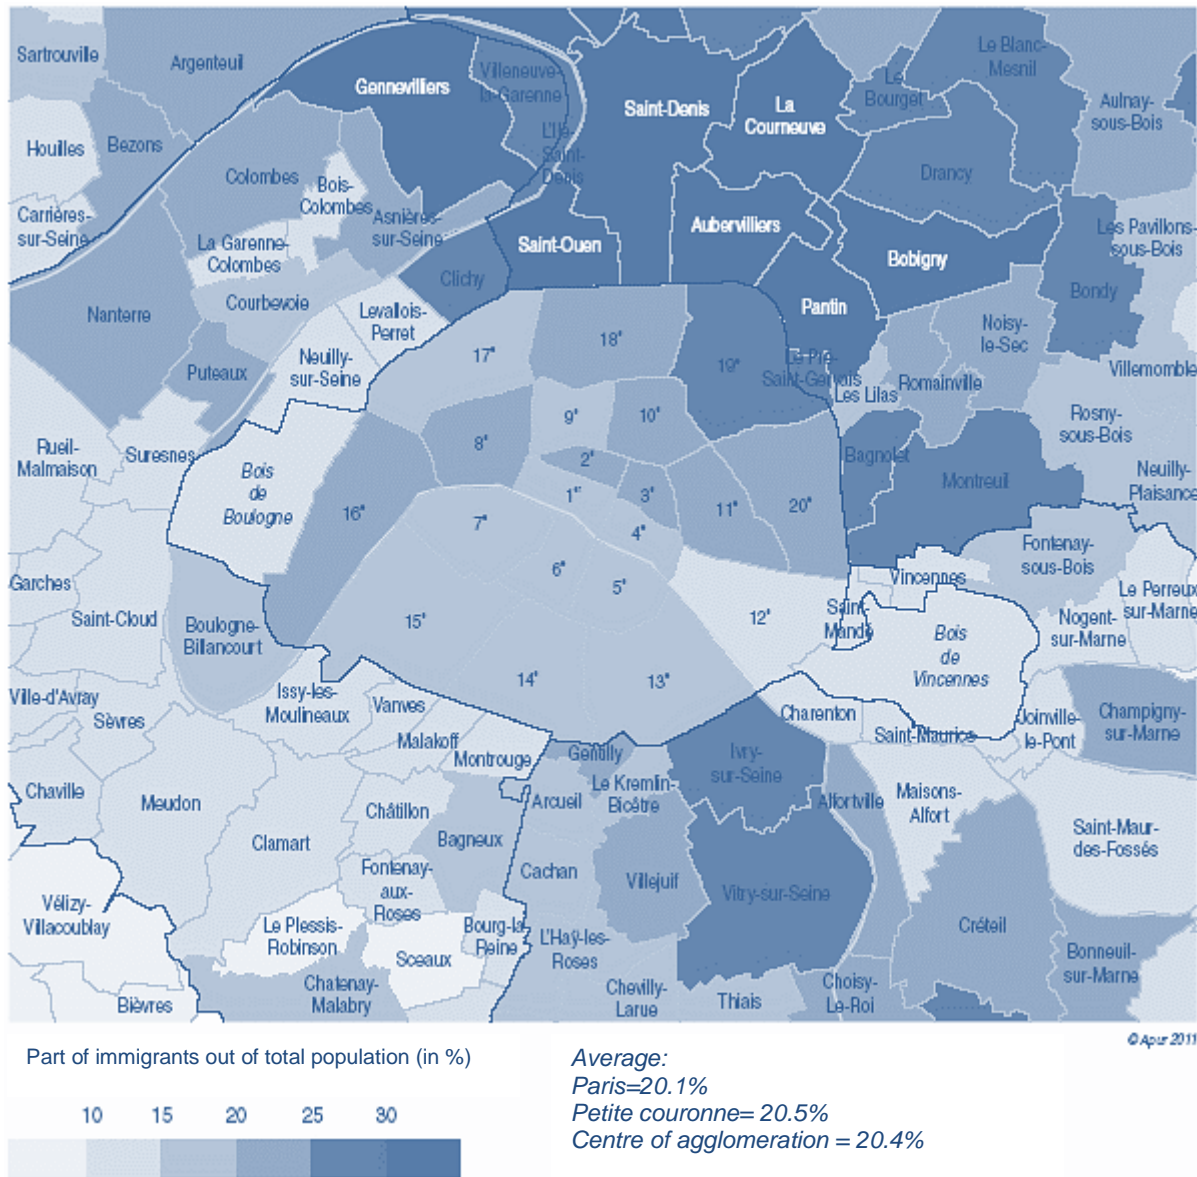 Sartrouville
Argenteuil
Gennevilliers
Villeneuve-
la-Garenne
Saint-Denis
La
Courneuve
Le
Bourget
Le Blanc-
Mesnil
Aulnay-
sous-Bois
Houilles
Bezons
Colombes
Bois-
Colombes
L'Ile-
Saint-
Denis
Drancy
Carrières-
sur-Seine
La Garenne-
Colombes
Asnières-
sur-Seine
Saint-Ouen
Aubervilliers
Bobigny
Les Pavillons-
sous-Bois
Nanterre
Courbevoie
Levallois-
Perret
Clichy
Pantin
Bondy
Puteaux
Neuilly-
sur-Seine
17e
18e
19e
Le Pré-
Saint-Gervais
Les Lilas
Romainville
Noisy-
le-Sec
Villemomble
Rueil-
Malmaison
Suresnes
Bois
de
Boulogne
8e
9e
10e
2e
Bagnolet
Montreuil
Rosny-
sous-Bois
Neuilly-
Plaisance
16e
1er
3e
11e
20e
7e
4e
Garches
Saint-Cloud
Boulogne-
Billancourt
15e
6e
5e
12e
Saint-
Mandé
Vincennes
Fontenay-
sous-Bois
Le Perreux-
sur-Marne
Nogent-
sur-Marne
Bois
de
Vincennes
Ville-d'Avray
Sèvres
Issy-les-
Moulineaux
Vanves
Malakoff
Montrouge
14e
13e
Charenton
Saint-Maurice
Joinville-
le-Pont
Champigny-
sur-Marne
Chaville
Meudon
Clamart
Châtillon
Bagneux
Gentilly
Arcueil
Le Kremlin-
Bicêtre
Ivry-
sur-Seine
Alfortville
Maisons-
Alfort
Saint-Maur-
des-Fossés
Vélizy-
Villacoublay
Fontenay-
aux-
Roses
Cachan
Villejuif
Vitry-sur-Seine
Créteil
Le Plessis-
Robinson
Sceaux
Bourg-la-
Reine
L'Haÿ-les-
Roses
Bonneuil-
sur-Marne
Bièvres
Chatenay-
Malabry
Chevilly-
Larue
Thiais
Choisy-
Le-Roi
© Apur 2011
Part of immigrants out of total population (in %)
10 15 20 25 30
Average:
Paris=20.1%
Petite couronne= 20.5%
Centre of agglomeration = 20.4%